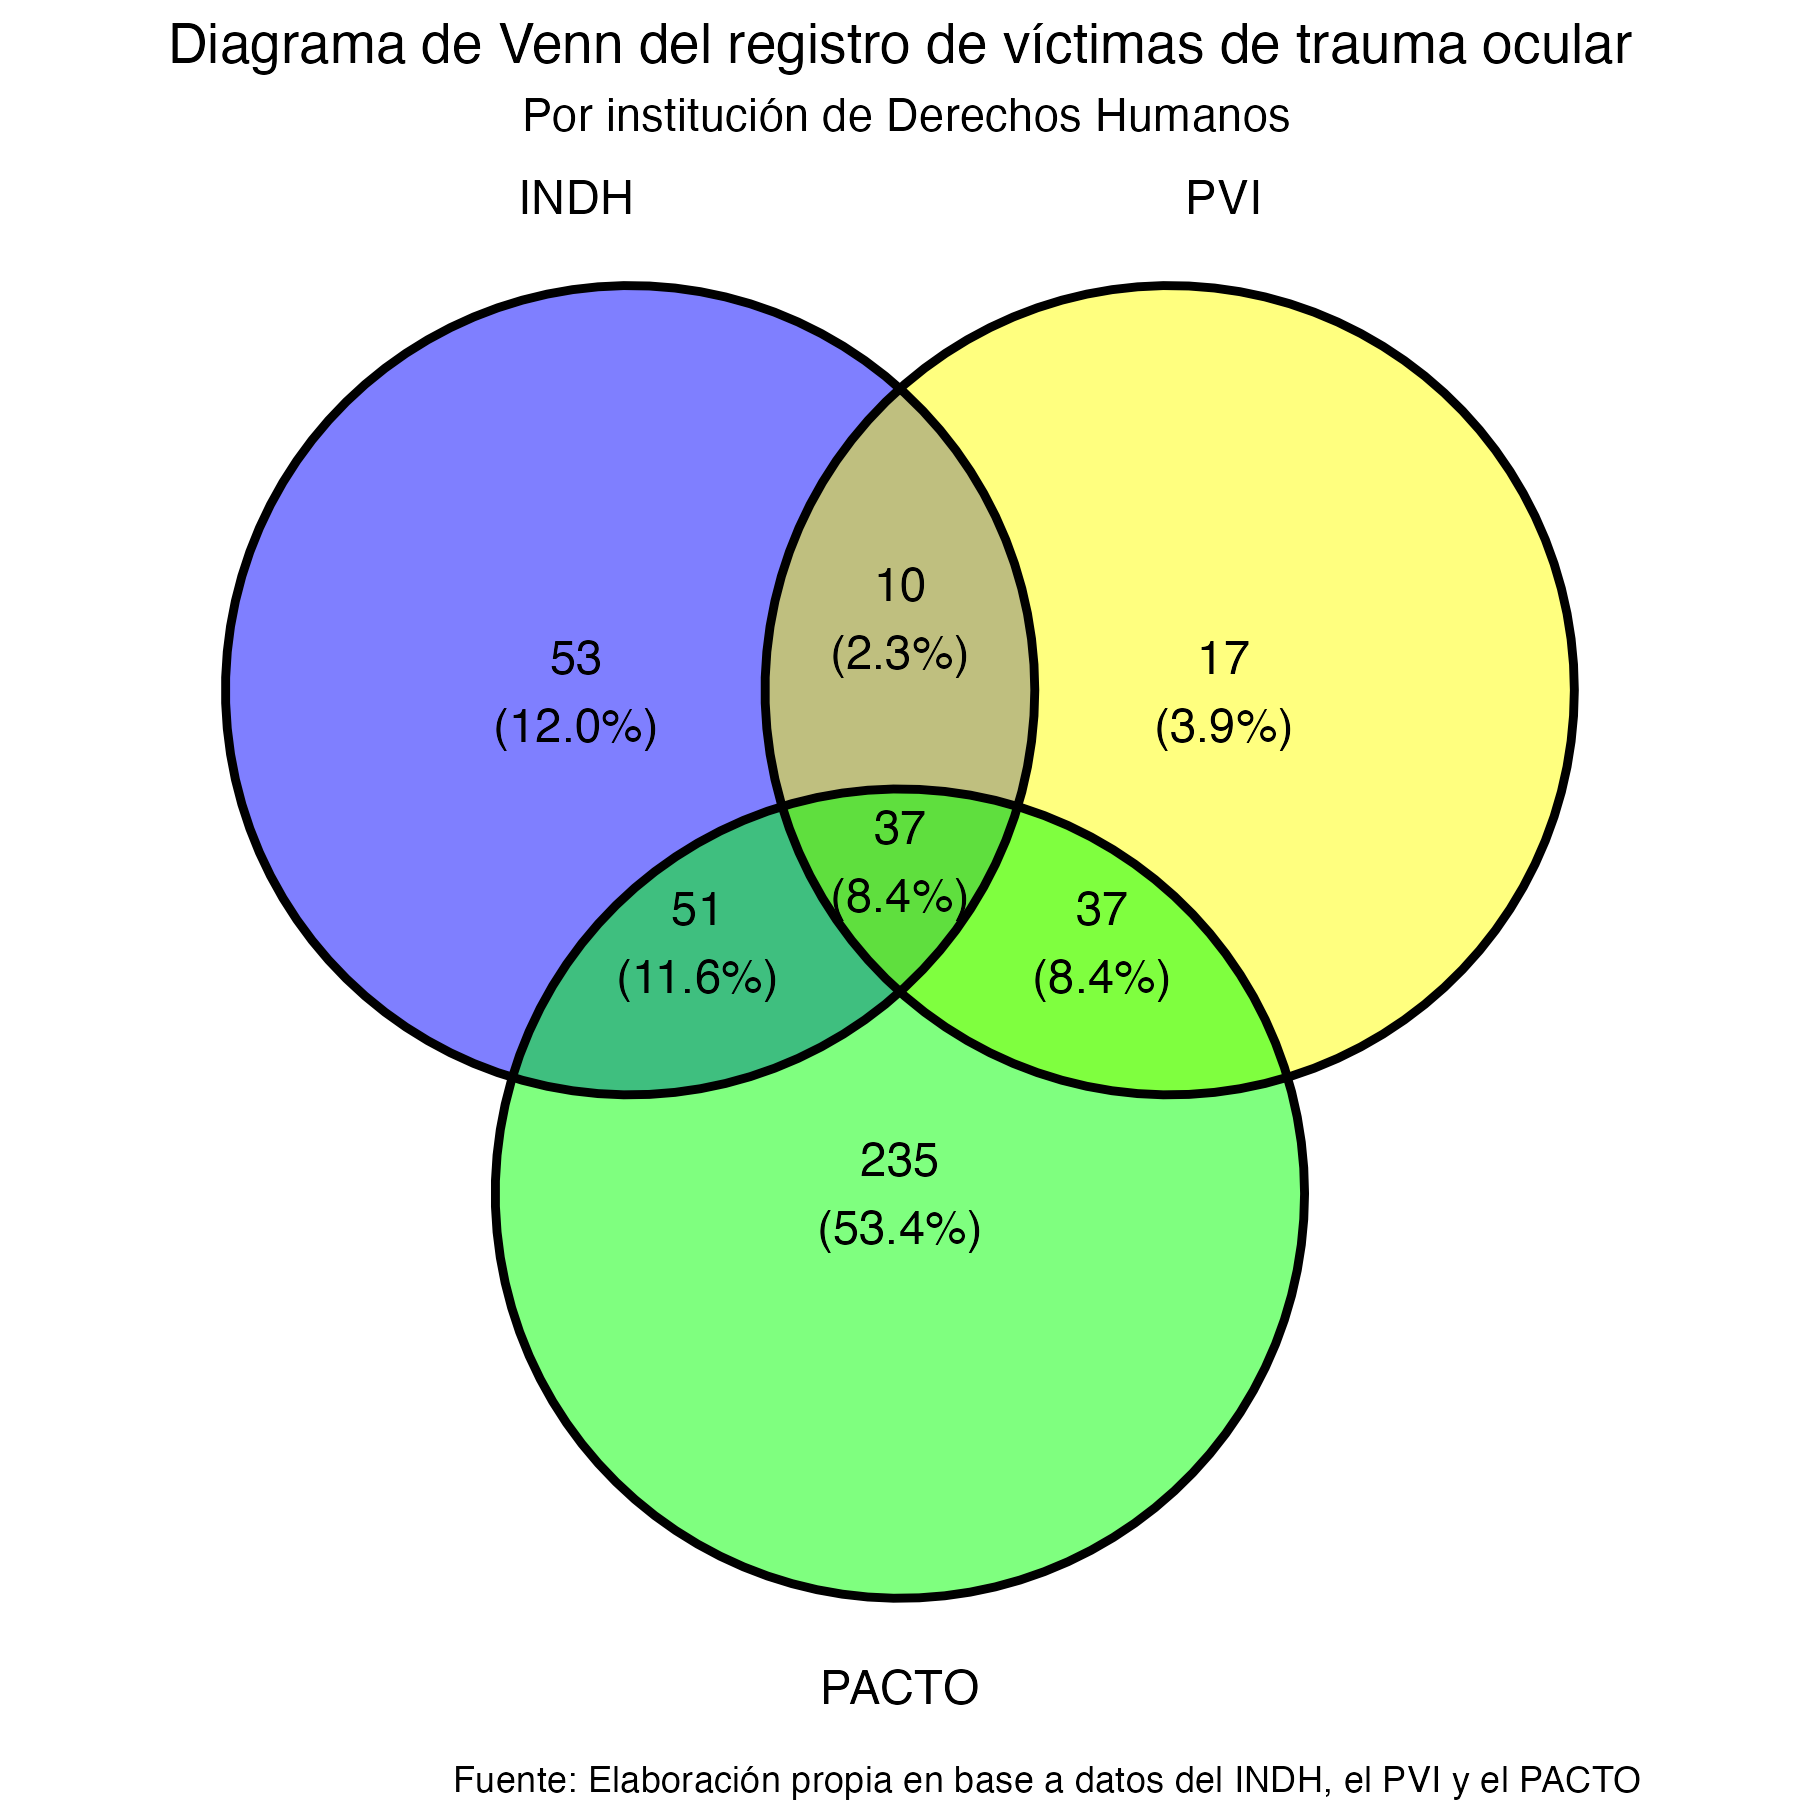 Diagrama de Venn del registro de víctimas de trauma ocular
Por institución de Derechos Humanos
INDH
PVI
10
(2.3%)
53
(12.0%)
17
(3.9%)
37
(8.4%)
51
(11.6%)
37
(8.4%)
235
(53.4%)
PACTO
Fuente: Elaboración propia en base a datos del INDH, el PVI y el PACTO